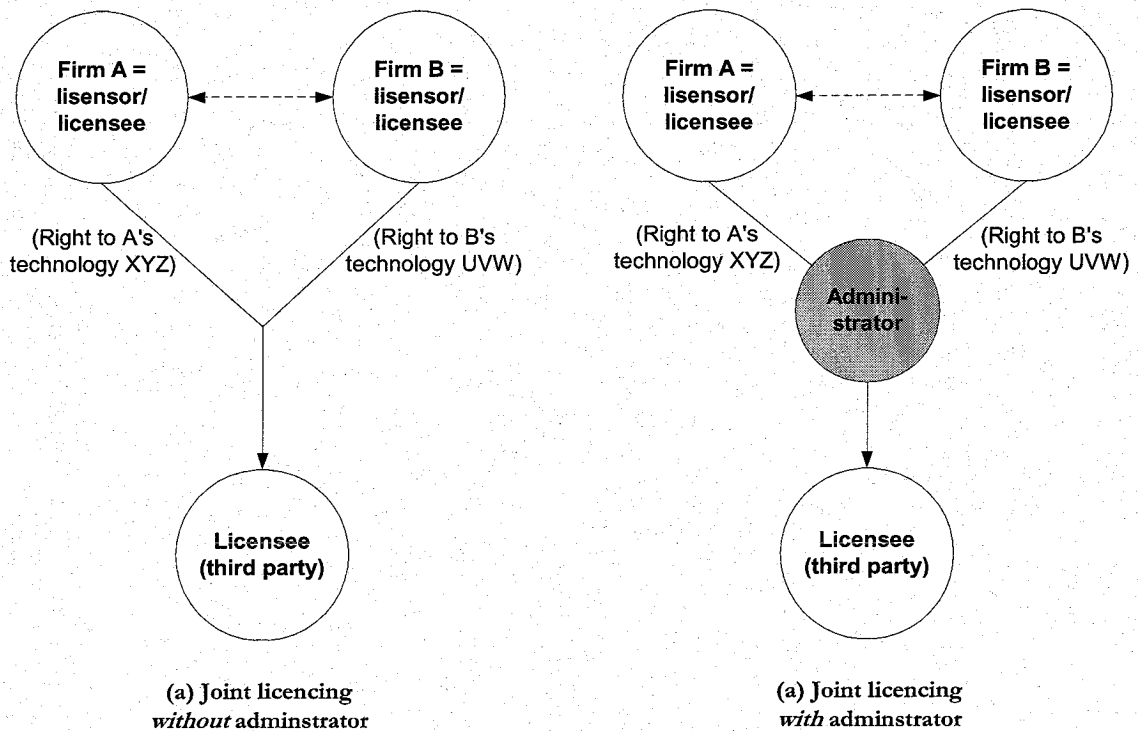 Firm A =
lisensor/
licensee
Firm B =
lisensor/
licensee
(Right to A's
technology XYZ)
(Right to B's
technology UVW)
Licensee
(third party)
(a) Joint licencing
without adminstrator
Firm A =
lisensor/
licensee
Firm B =
lisensor/
licensee
(Right to A's
technology XYZ)
(Right to B's
technology UVW)
Admini-
strator
Licensee
(third party)
(a) Joint licencing
with adminstrator